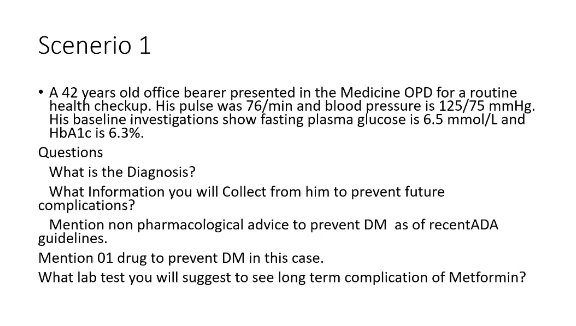 Scenerio 1
• A 42 years old office bearer presented in the Medicine OPD for a routine
health checkup. His pulse was 76/min and blood pressure is 125/75 mmHg.
His baseline investigations show fasting plasma glucose is 6.5 mmol/L and
HbA1c is 6.3%.
Questions
What is the Diagnosis?
What Information you will Collect from him to prevent future
complications?
Mention non pharmacological advice to prevent DM as of recentADA
guidelines.
Mention 01 drug to prevent DM in this case.
What lab test you will suggest to see long term complication of Metformin?